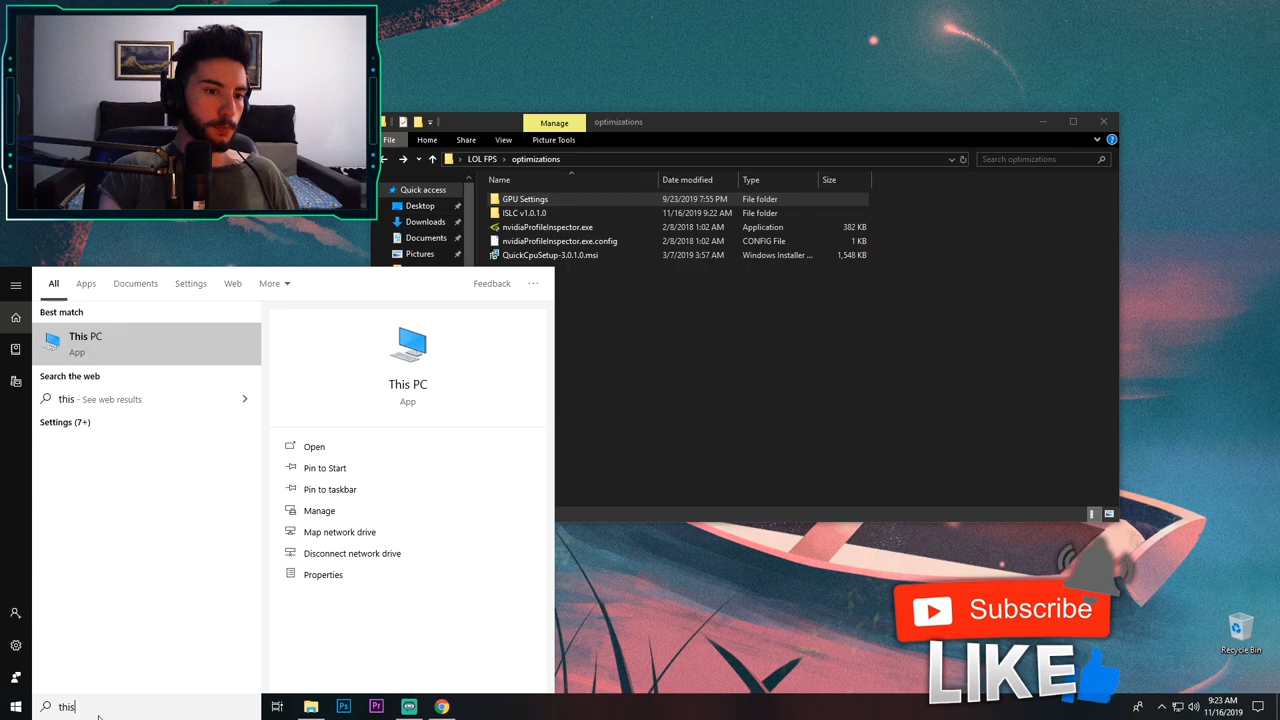 Manage
optimizations
File
Home
Share
View
Picture Tools
LOL FPS
optimizations
Search optimizations
Quick access
Desktop
Downloads
Documents
Pictures
Name
Date modified
Type
Size
GPU Settings
9/23/2019 7:55 PM
File folder
ISLC v1.0.1.0
11/16/2019 9:22 AM
File folder
nvidiaProfileInspector.exe
2/8/2018 1:02 AM
Application
382 KB
nvidiaProfileInspector.exe.config
2/8/2018 1:02 AM
CONFIG File
1 KB
QuickCpuSetup-3.0.1.0.msi
3/7/2019 3:57 AM
Windows Installer ...
1,548 KB
All
Apps
Documents
Settings
Web
More
Feedback
...
Best match
This PC
App
Search the web
this - See web results
Settings (7+)
This PC
App
Open
Pin to Start
Pin to taskbar
Manage
Map network drive
Disconnect network drive
Properties
Subscribe
LIKE
Recycle Bin
this
Ps
Pr
9:23 AM
11/16/2019